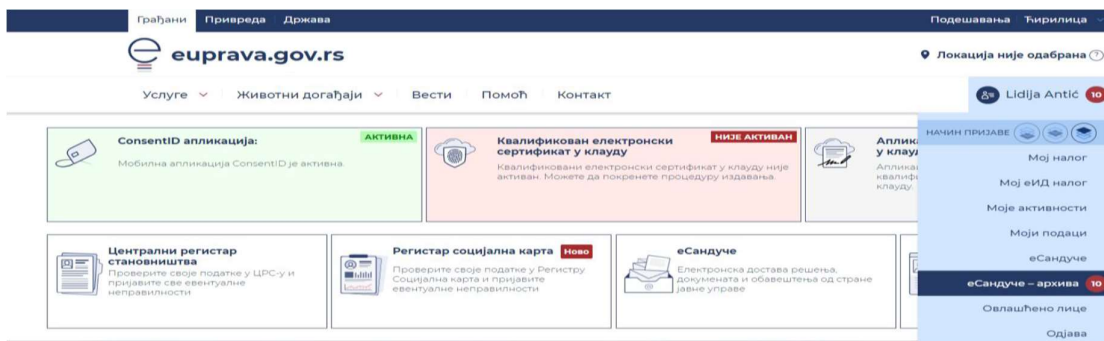 Грађани Привреда Држава
Подешавања Ћирилица
euprava.gov.rs
Локација није одабрана ?
Услуге Животни догађаји Вести Помоћ Контакт
Lidija Antić 10
НАЧИН ПРИЈАВЕ
Мој налог
Мој еИД налог
Моје активности
Моји подаци
еСандуче
еСандуче – архива 10
Овлашћено лице
Одјава
ConsentID апликација:
АКТИВНА
Мобилна апликација ConsentID је активна.
Квалификован електронски
сертификат у клауду
НИЈЕ АКТИВАН
Квалификовани електронски сертификат у клауду није
активан. Можете да покренете процедуру издавања.
у клауду.
Централни регистар
становништва
Проверите своје податке у ЦРС-у и
пријавите све евентуалне
неправилности
Регистар социјална карта Ново
Проверите своје податке у Регистру
Социјална карта и пријавите
евентуалне неправилности
еСандуче
Електронска достава решења,
докумената и обавештења од стране
јавне управе